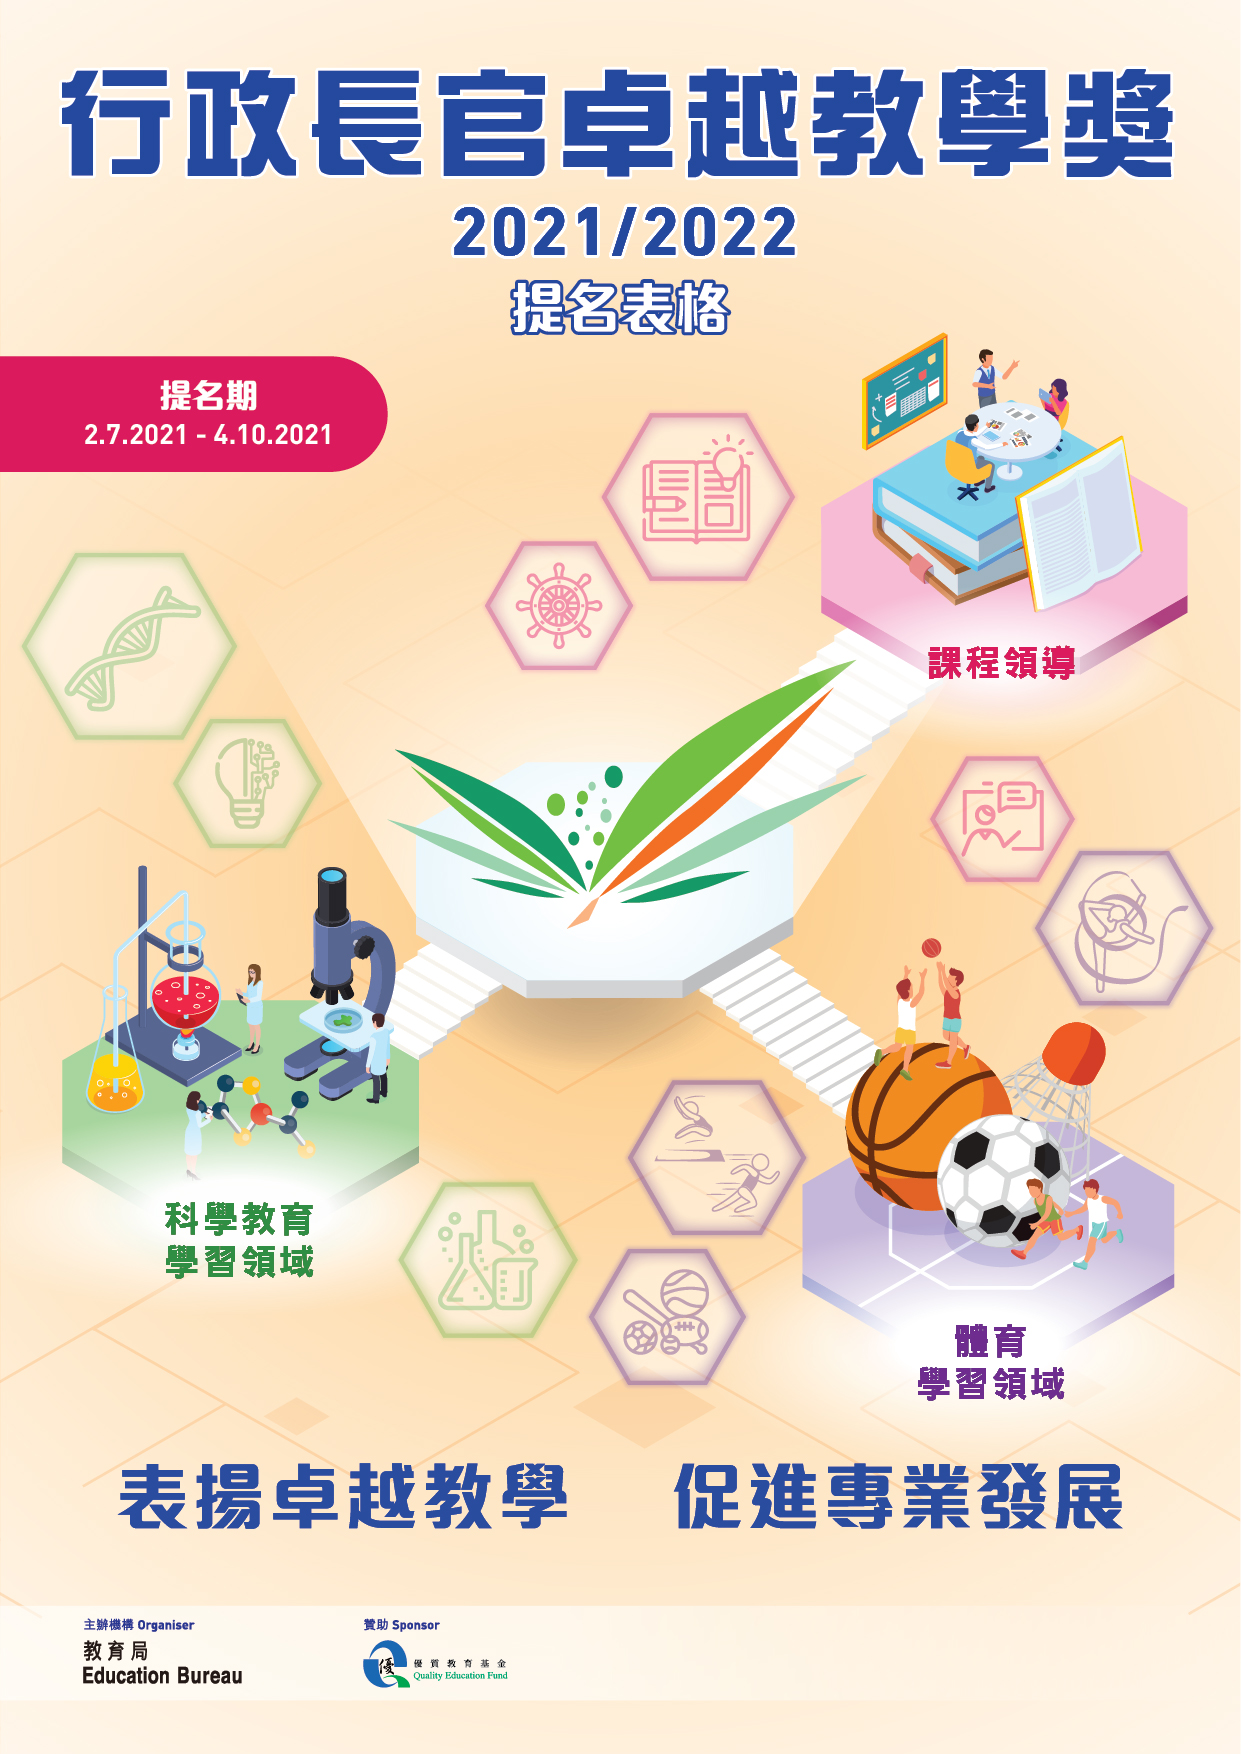 行政長官卓越教學獎
2021/2022
提名表格
提名期
2.7.2021 - 4.10.2021
課程領導
科學教育
學習領域
體育
學習領域
表揚卓越教學 促進專業發展
主辦機構 Organiser
教育局
Education Bureau
贊助 Sponsor
優
優質教育基金
Quality Education Fund